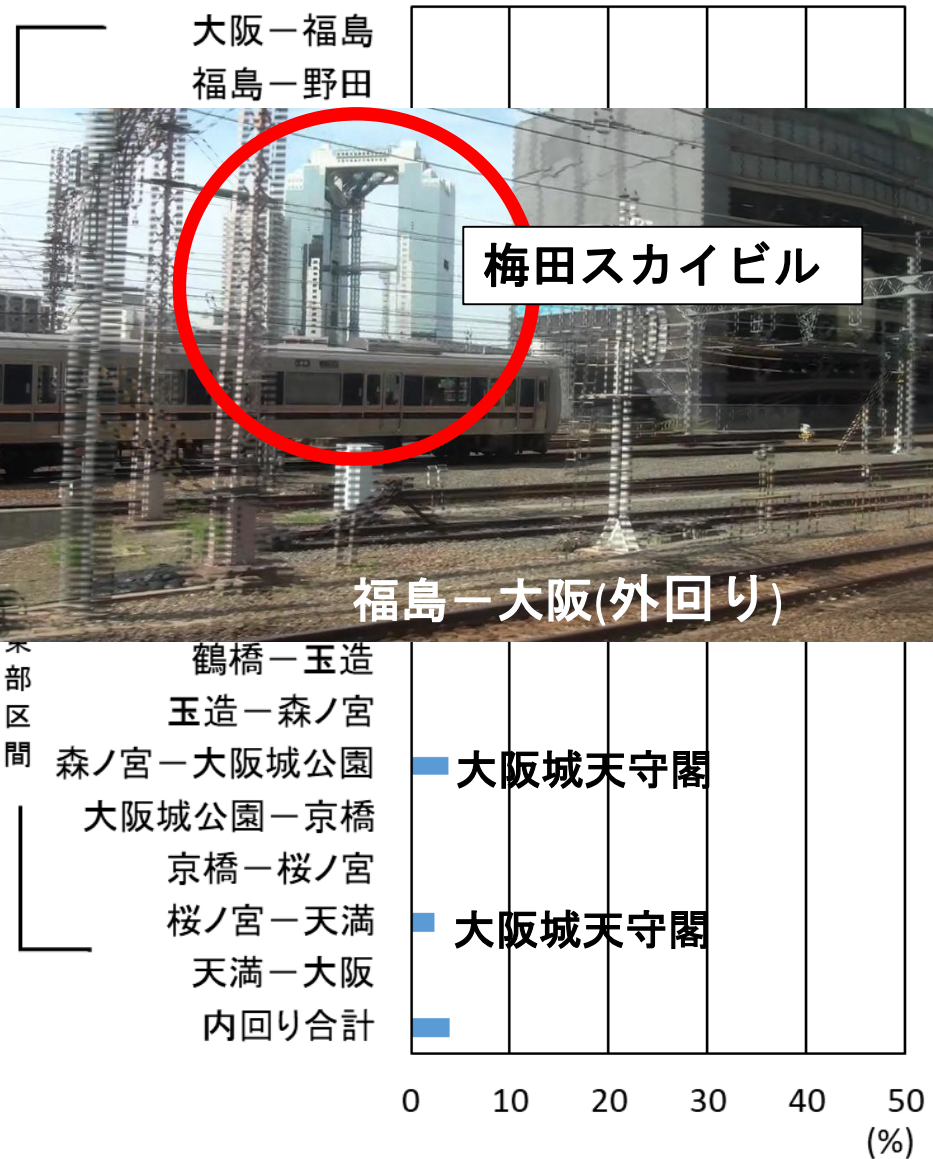 大阪－福島
福島－野田
梅田スカイビル
福島－大阪(外回り)
部
区
間
鶴橋－玉造
玉造－森ノ宮
森ノ宮－大阪城公園
大阪城天守閣
大阪城公園－京橋
京橋－桜ノ宮
桜ノ宮－天満
大阪城天守閣
天満－大阪
内回り合計
0 10 20 30 40 50
(%)